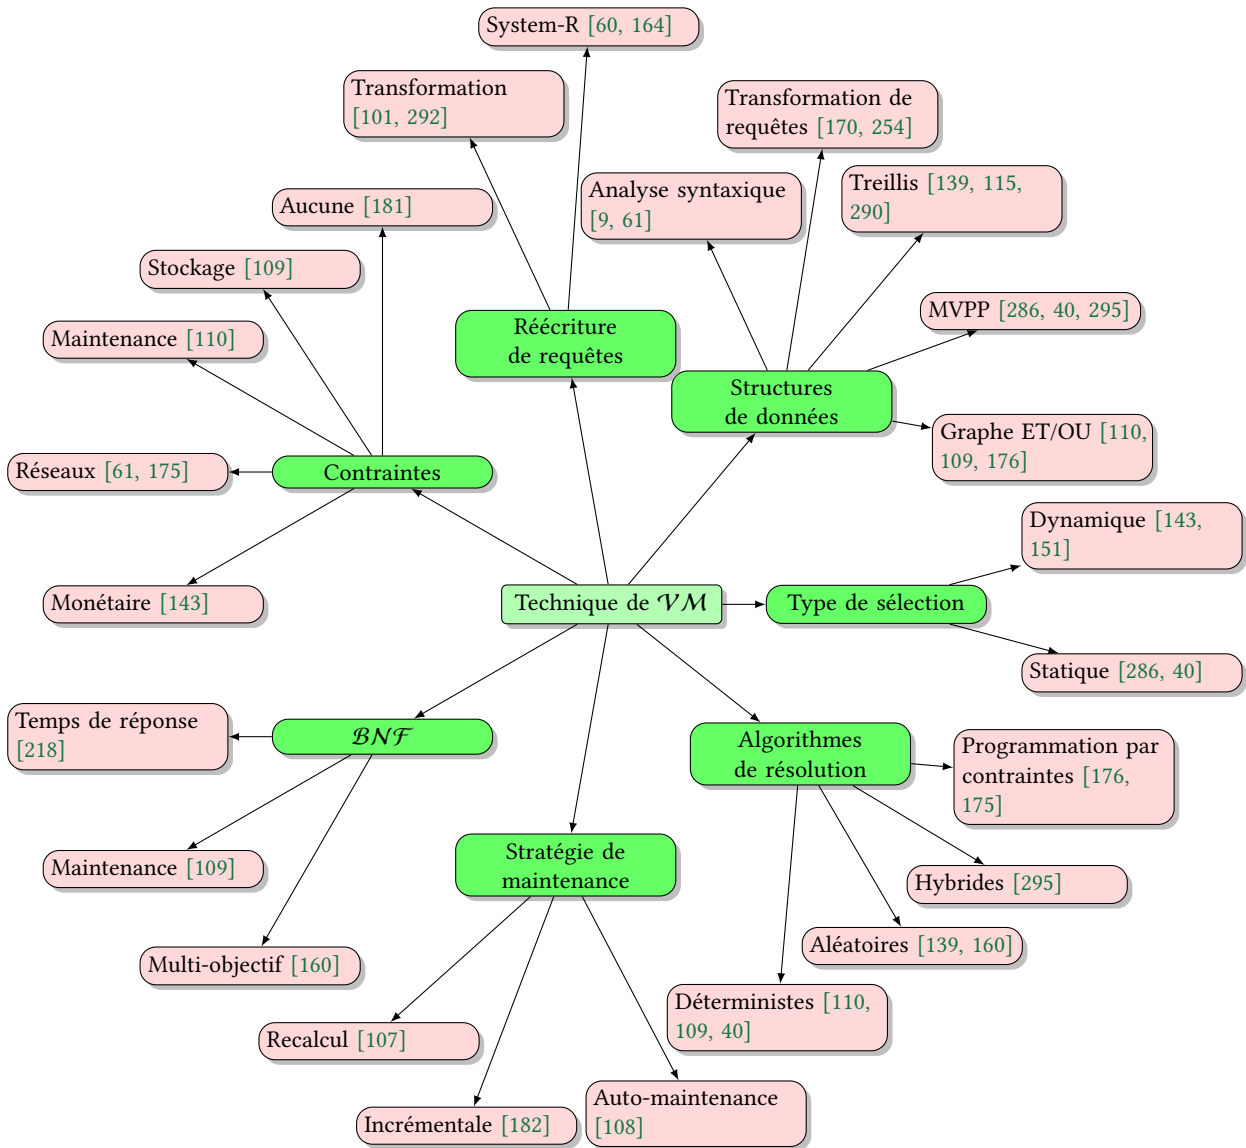 System-R [60, 164]
Transformation
[101, 292]
Transformation de
requêtes [170, 254]
Analyse syntaxique
[9, 61]
Treillis [139, 115,
290]
Aucune [181]
Stockage [109]
Maintenance [110]
MVPP [286, 40, 295]
Réécriture
de requêtes
Structures
de données
Graphe ET/OU [110,
109, 176]
Réseaux [61, 175]
Contraintes
Dynamique [143,
151]
Monétaire [143]
Technique de 𝒱ℳ
Type de sélection
Statique [286, 40]
Temps de réponse
[218]
ℬ𝒩ℱ
Algorithmes
de résolution
Programmation par
contraintes [176,
175]
Maintenance [109]
Stratégie de
maintenance
Hybrides [295]
Multi-objectif [160]
Aléatoires [139, 160]
Déterministes [110,
109, 40]
Recalcul [107]
Incrémentale [182]
Auto-maintenance
[108]